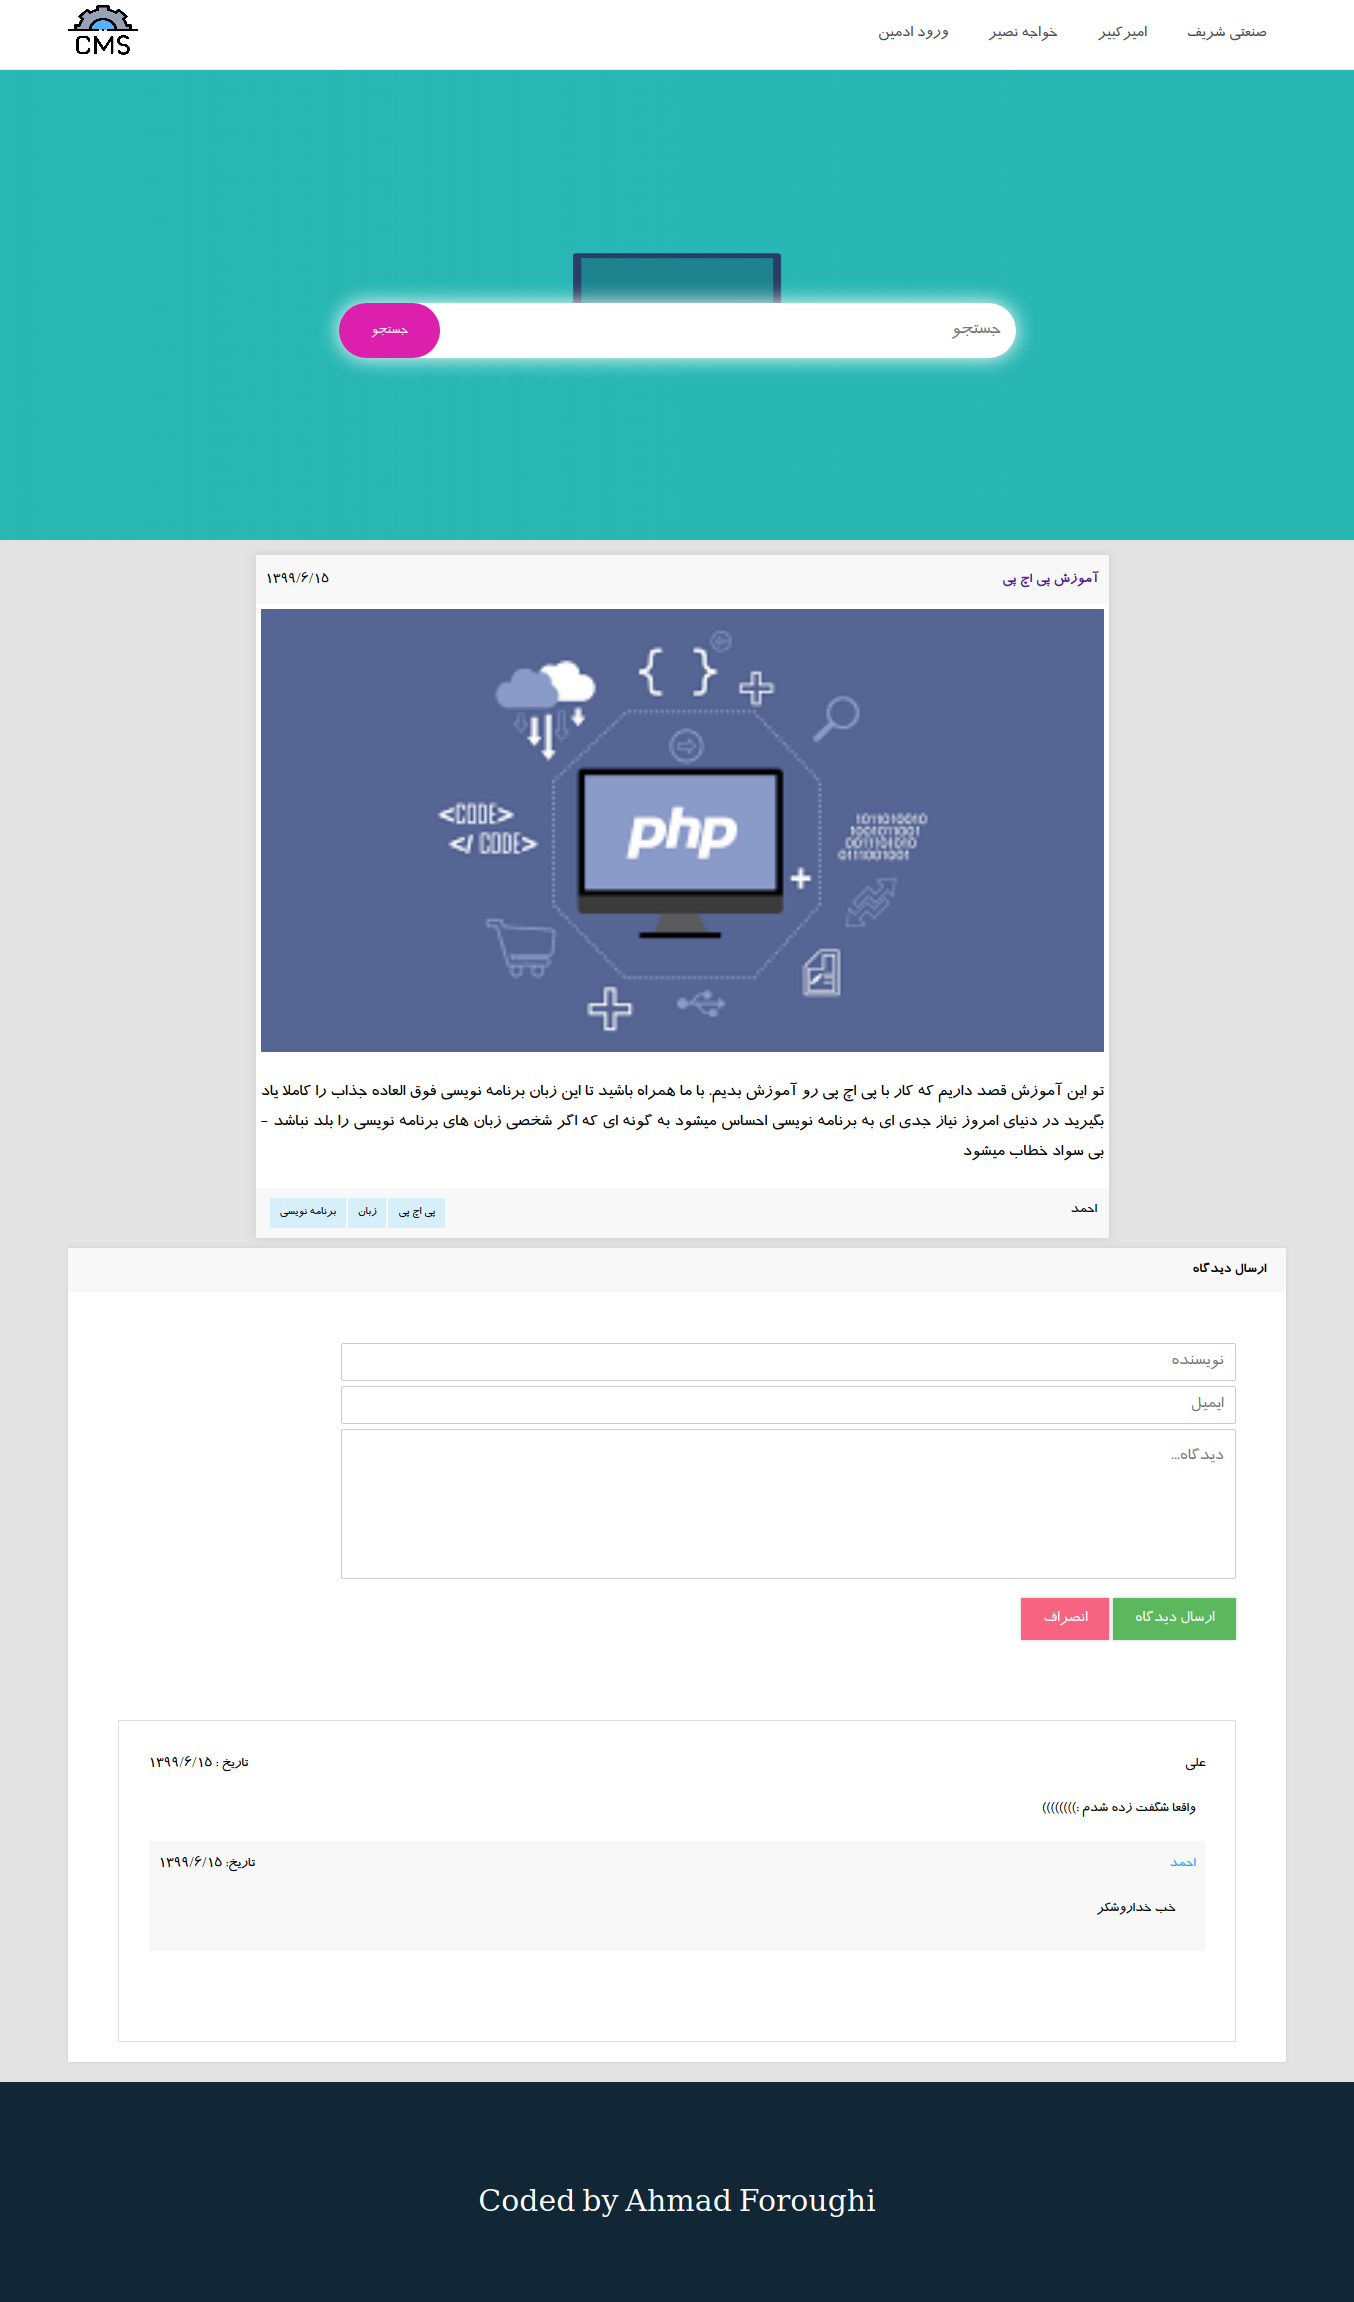 صنعتی شریف
امیرکبیر
خواجه نصیر
ورود ادمین
CMS
جستجو
جستجو
آموزش پی اچ پی
۱۳۹۹/۶/۱۵
{ }
<CODE>
</ CODE>
php
1011010010
1001011001
0011101010
0111001001
تو این آموزش قصد داریم که کار با پی اچ پی رو آموزش بدیم. با ما همراه باشید تا این زبان برنامه نویسی فوق العاده جذاب را کاملا یاد
بگیرید در دنیای امروز نیاز جدی ای به برنامه نویسی احساس میشود به گونه ای که اگر شخصی زبان های برنامه نویسی را بلد نباشد -
بی سواد خطاب میشود
احمد
پی اچ پی
زبان
برنامه نویسی
ارسال دیدگاه
نویسنده
ایمیل
دیدگاه...
ارسال دیدگاه
انصراف
علی
تاریخ : ۱۳۹۹/۶/۱۵
واقعا شگفت زده شدم :))))))))
احمد
تاریخ: ۱۳۹۹/۶/۱۵
خب خداروشکر
Coded by Ahmad Foroughi